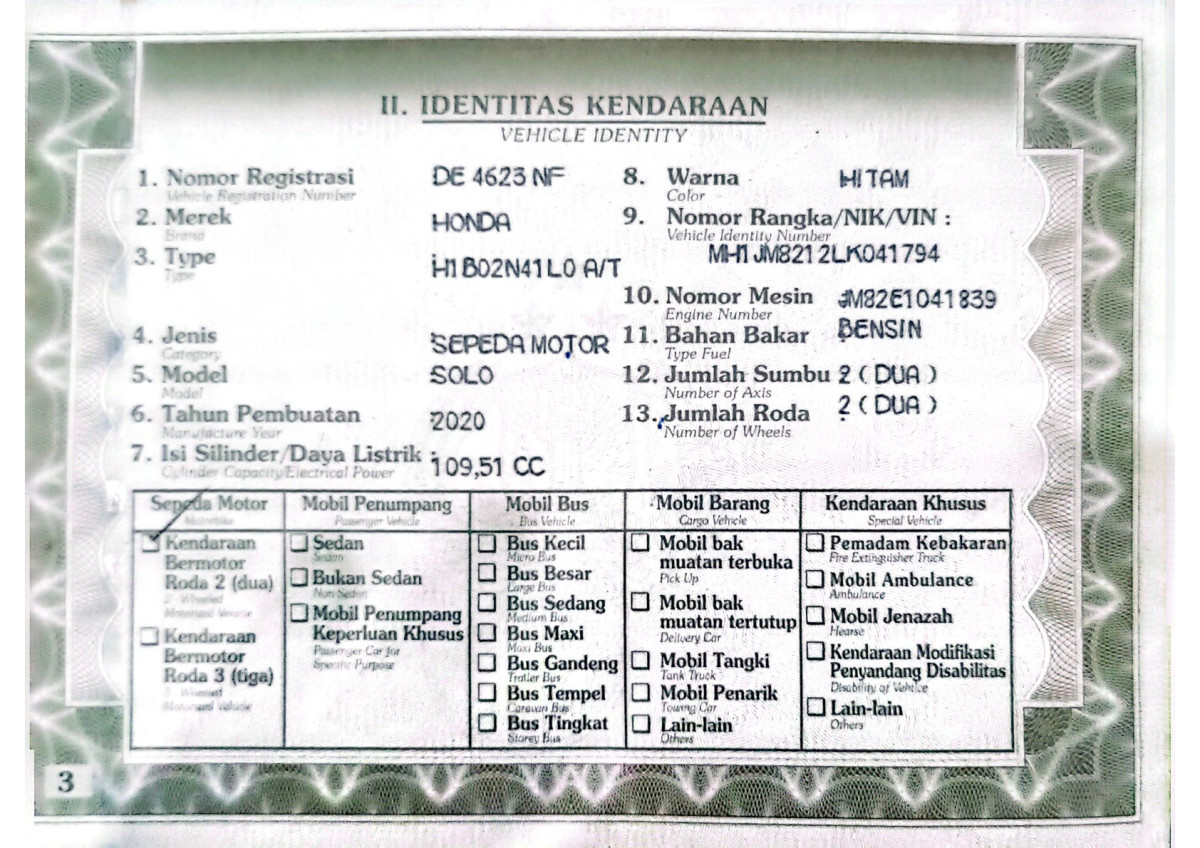 II. IDENTITAS KENDARAAN
VEHICLE IDENTITY
1. Nomor Registrasi DE 4623 NF
Vehicle Registration Number
2. Merek HONDA
Brand
3. Type H1B02N41L0 A/T
Type
4. Jenis SEPEDA MOTOR
Category
5. Model SOLO
Model
6. Tahun Pembuatan 2020
Manufacture Year
7. Isi Silinder/Daya Listrik : 109,51 CC
Cylinder Capacity/Electrical Power
8. Warna HITAM
Color
9. Nomor Rangka/NIK/VIN :
Vehicle Identity Number
MH1JM8212LK041794
10. Nomor Mesin JM82E1041839
Engine Number
11. Bahan Bakar BENSIN
Type Fuel
12. Jumlah Sumbu 2 ( DUA )
Number of Axis
13. Jumlah Roda 2 ( DUA )
Number of Wheels
Sepeda Motor
Motorbike
Kendaraan
Bermotor
Roda 2 (dua)
2 - Wheeled
Motorized Vehicle
Kendaraan
Bermotor
Roda 3 (tiga)
3 Wheeled
Motorized Vehicle
Mobil Penumpang
Passenger Vehicle
Sedan
Sedan
Bukan Sedan
Non Sedan
Mobil Penumpang
Keperluan Khusus
Passenger Car for
Specific Purpose
Mobil Bus
Bus Vehicle
Bus Kecil
Micro Bus
Bus Besar
Large Bus
Bus Sedang
Medium Bus
Bus Maxi
Maxi Bus
Bus Gandeng
Trailer Bus
Bus Tempel
Caravan Bus
Bus Tingkat
Storey Bus
Mobil Barang
Cargo Vehicle
Mobil bak
muatan terbuka
Pick Up
Mobil bak
muatan tertutup
Delivery Car
Mobil Tangki
Tank Truck
Mobil Penarik
Towing Car
Lain-lain
Others
Kendaraan Khusus
Special Vehicle
Pemadam Kebakaran
Fire Extinguisher Truck
Mobil Ambulance
Ambulance
Mobil Jenazah
Hearse
Kendaraan Modifikasi
Penyandang Disabilitas
Disability of Vehicle
Lain-lain
Others
3